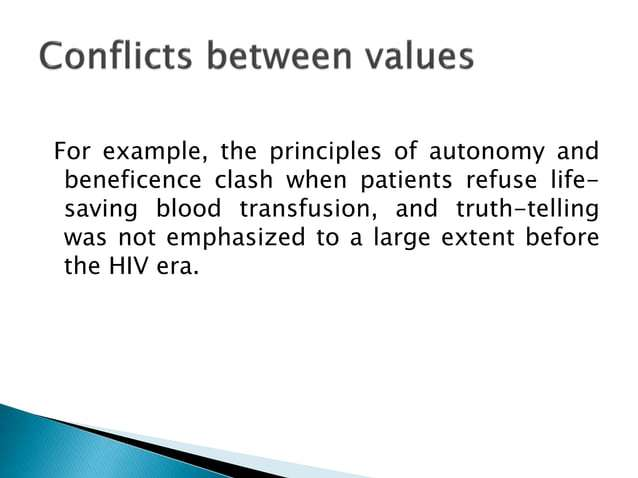 Conflicts between values
For example, the principles of autonomy and
beneficence clash when patients refuse life-
saving blood transfusion, and truth-telling
was not emphasized to a large extent before
the HIV era.